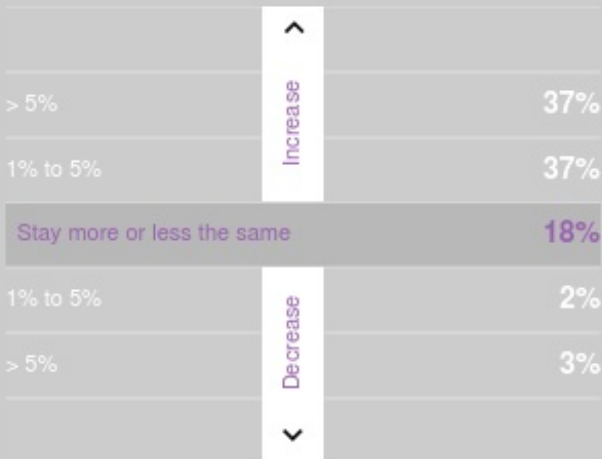 > 5% 37%
Increase
1% to 5% 37%
Stay more or less the same 18%
1% to 5% 2%
Decrease
> 5% 3%